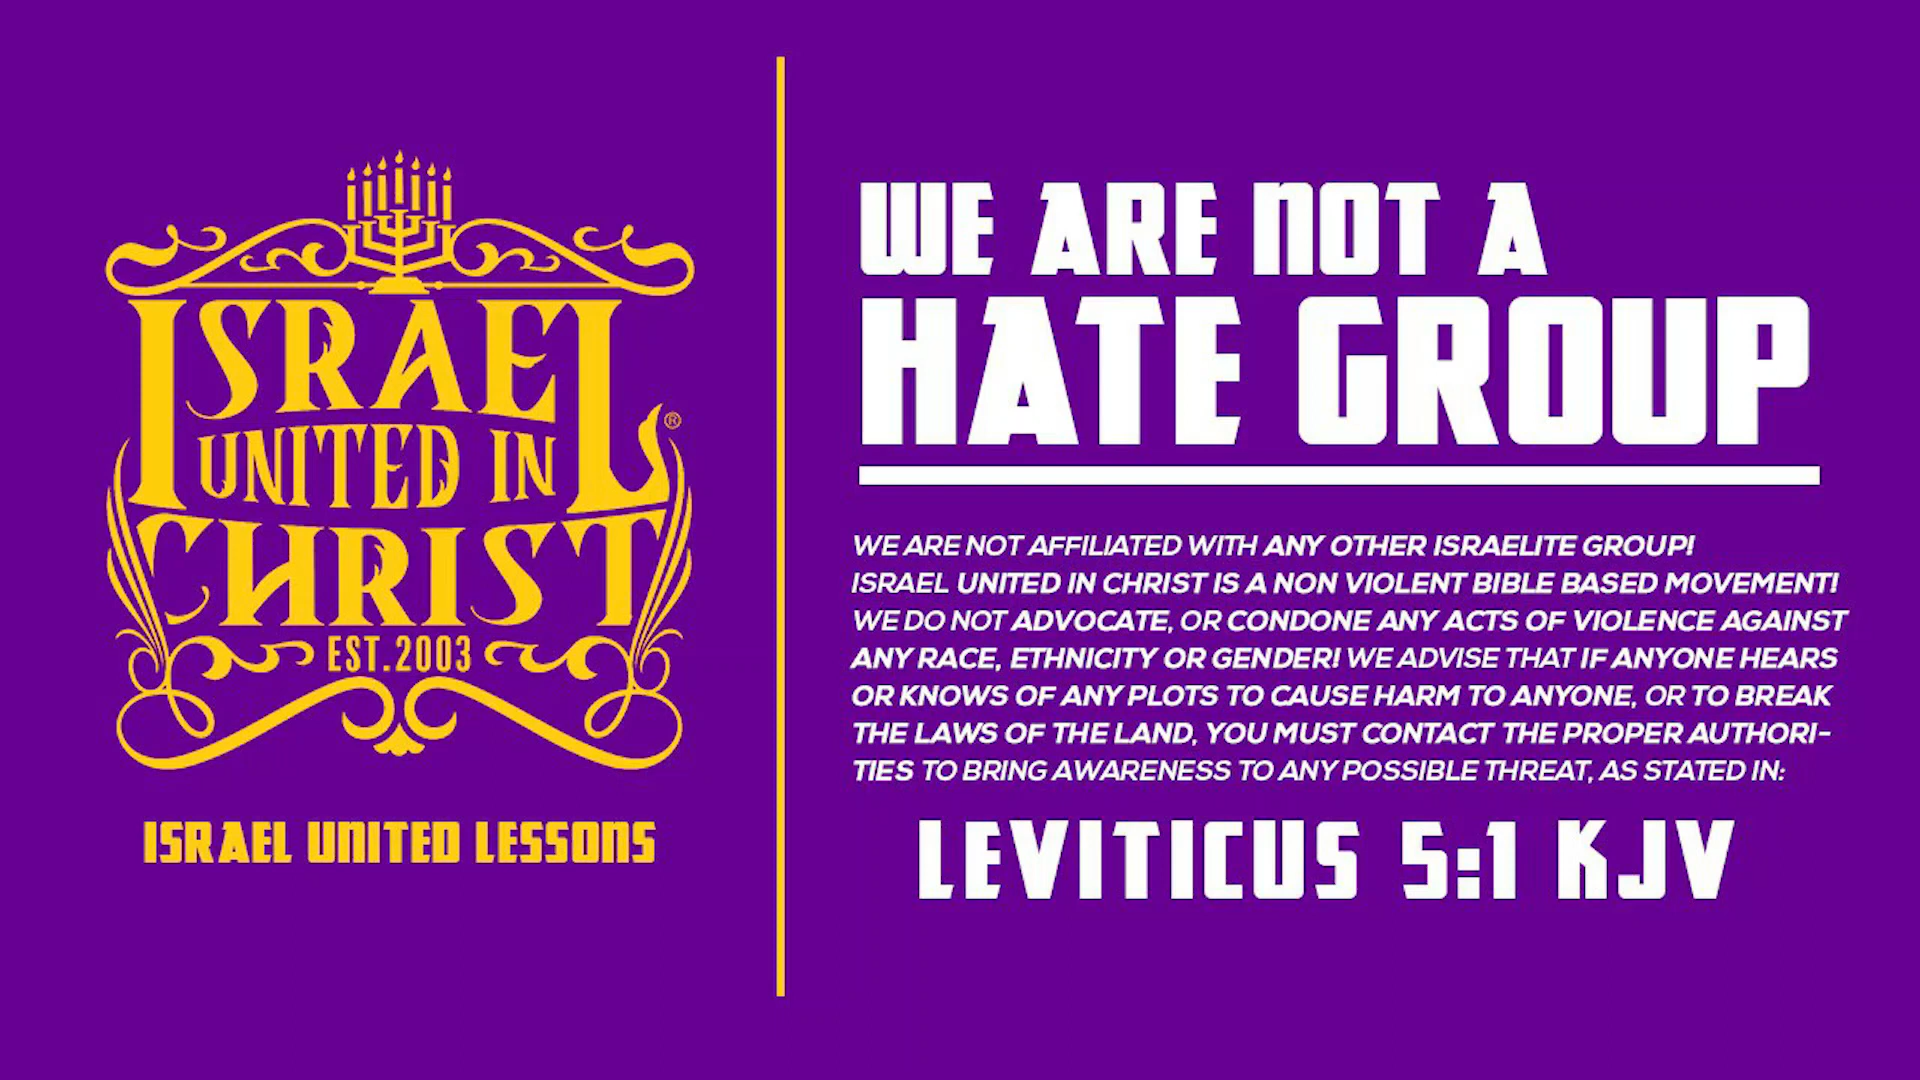 ISRAEL
UNITED IN
CHRIST
®
EST. 2003
ISRAEL UNITED LESSONS
WE ARE NOT A
HATE GROUP
WE ARE NOT AFFILIATED WITH ANY OTHER ISRAELITE GROUP!
ISRAEL UNITED IN CHRIST IS A NON VIOLENT BIBLE BASED MOVEMENT!
WE DO NOT ADVOCATE, OR CONDONE ANY ACTS OF VIOLENCE AGAINST
ANY RACE, ETHNICITY OR GENDER! WE ADVISE THAT IF ANYONE HEARS
OR KNOWS OF ANY PLOTS TO CAUSE HARM TO ANYONE, OR TO BREAK
THE LAWS OF THE LAND, YOU MUST CONTACT THE PROPER AUTHORI-
TIES TO BRING AWARENESS TO ANY POSSIBLE THREAT, AS STATED IN:
LEVITICUS 5:1 KJV